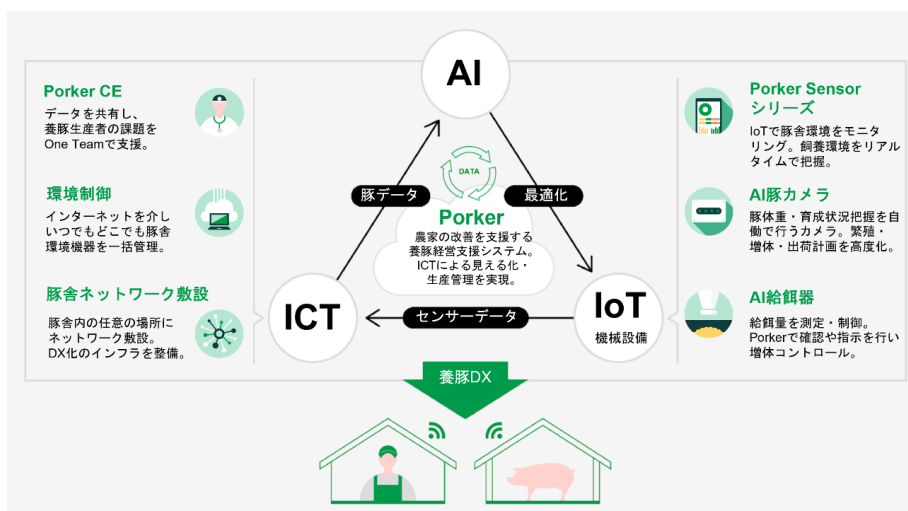 AI
Porker CE
データを共有し、
養豚生産者の課題を
One Teamで支援。
環境制御
インターネットを介し
いつでもどこでも豚舎
環境機器を一括管理。
豚舎ネットワーク敷設
豚舎内の任意の場所に
ネットワーク敷設。
DX化のインフラを整備。
豚データ
DATA
最適化
Porker
農家の改善を支援する
養豚経営支援システム。
ICTによる見える化・
生産管理を実現。
ICT
センサーデータ
IoT
機械設備
Porker Sensor
シリーズ
IoTで豚舎環境をモニタ
リング。飼養環境をリアル
タイムで把握。
AI豚カメラ
豚体重・育成状況把握を自
働で行うカメラ。繁殖・
増体・出荷計画を高度化。
AI給餌器
給餌量を測定・制御。
Porkerで確認や指示を行い
増体コントロール。
養豚DX